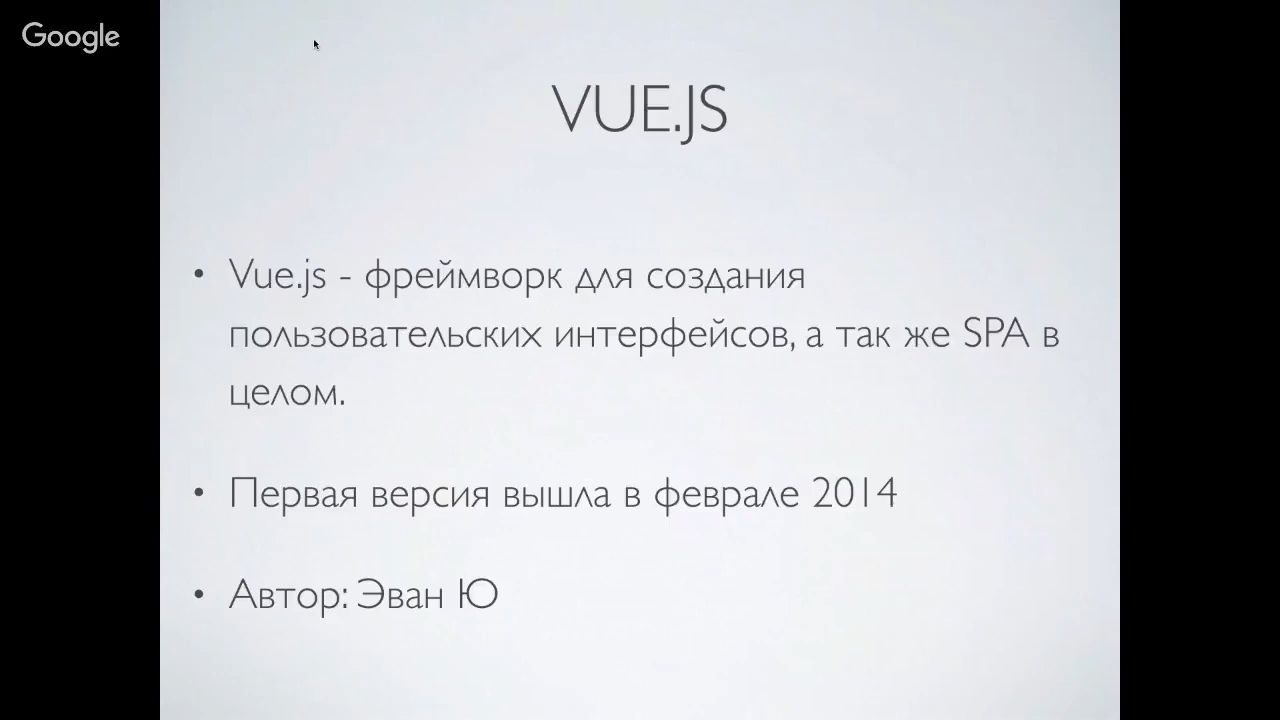 Google
VUE.JS
• Vue.js - фреймворк для создания
пользовательских интерфейсов, а так же SPA в
целом.
• Первая версия вышла в феврале 2014
• Автор: Эван Ю